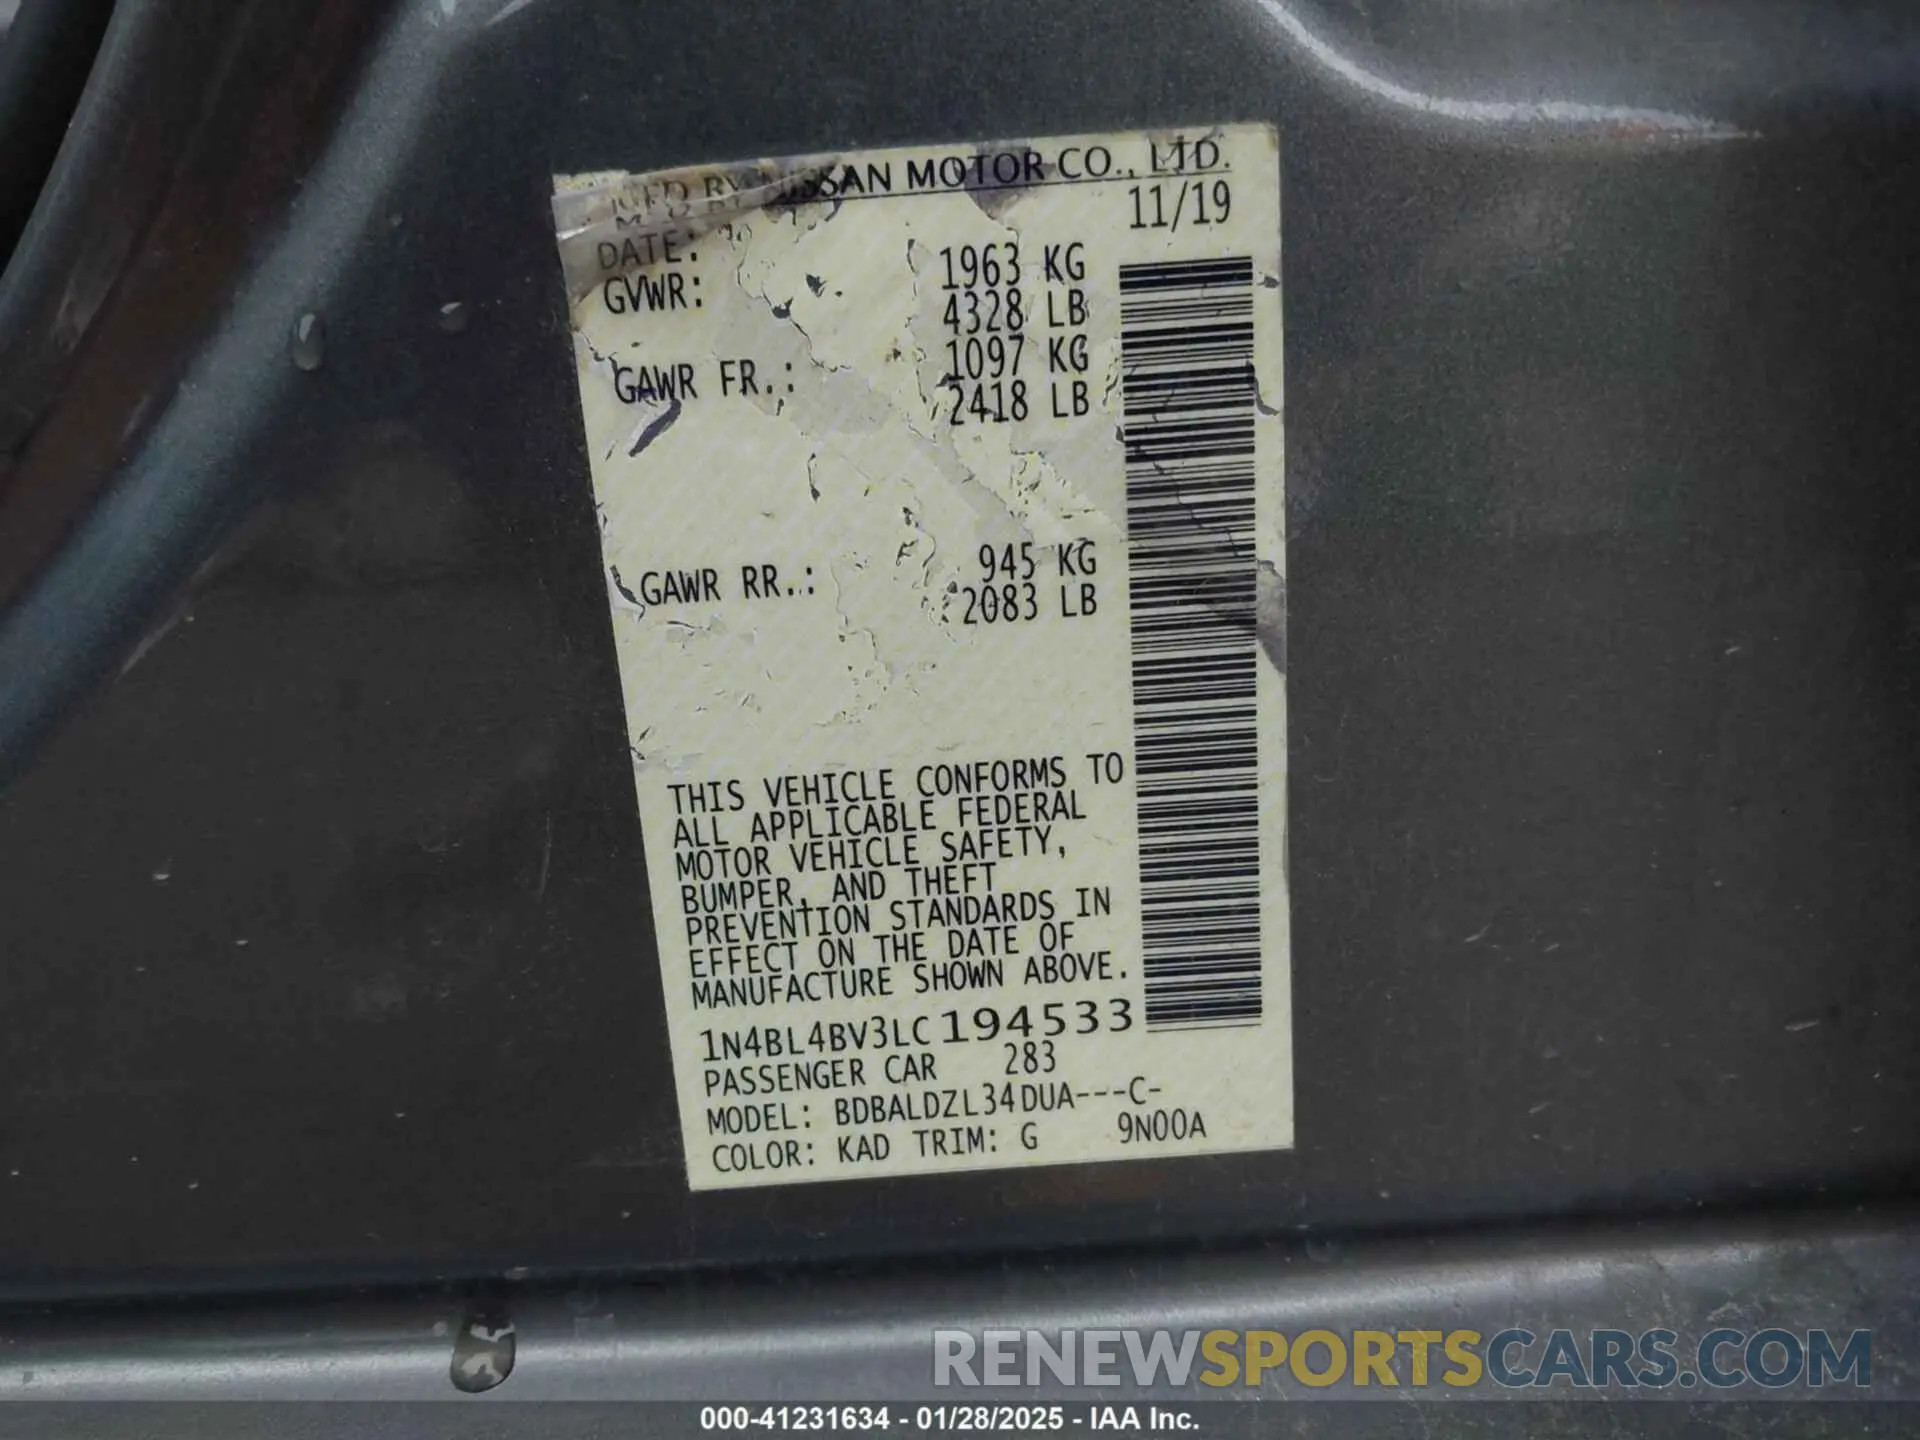 MFD BY NISSAN MOTOR CO., LTD.
DATE: 11/19
GVWR: 1963 KG
4328 LB
GAWR FR.: 1097 KG
2418 LB
GAWR RR.: 945 KG
2083 LB
THIS VEHICLE CONFORMS TO
ALL APPLICABLE FEDERAL
MOTOR VEHICLE SAFETY,
BUMPER, AND THEFT
PREVENTION STANDARDS IN
EFFECT ON THE DATE OF
MANUFACTURE SHOWN ABOVE.
1N4BL4BV3LC194533
PASSENGER CAR 283
MODEL: BDBALDZL34DUA---C-
COLOR: KAD TRIM: G 9N00A
RENEWSPORTSCARS.COM
000-41231634 - 01/28/2025 - IAA Inc.